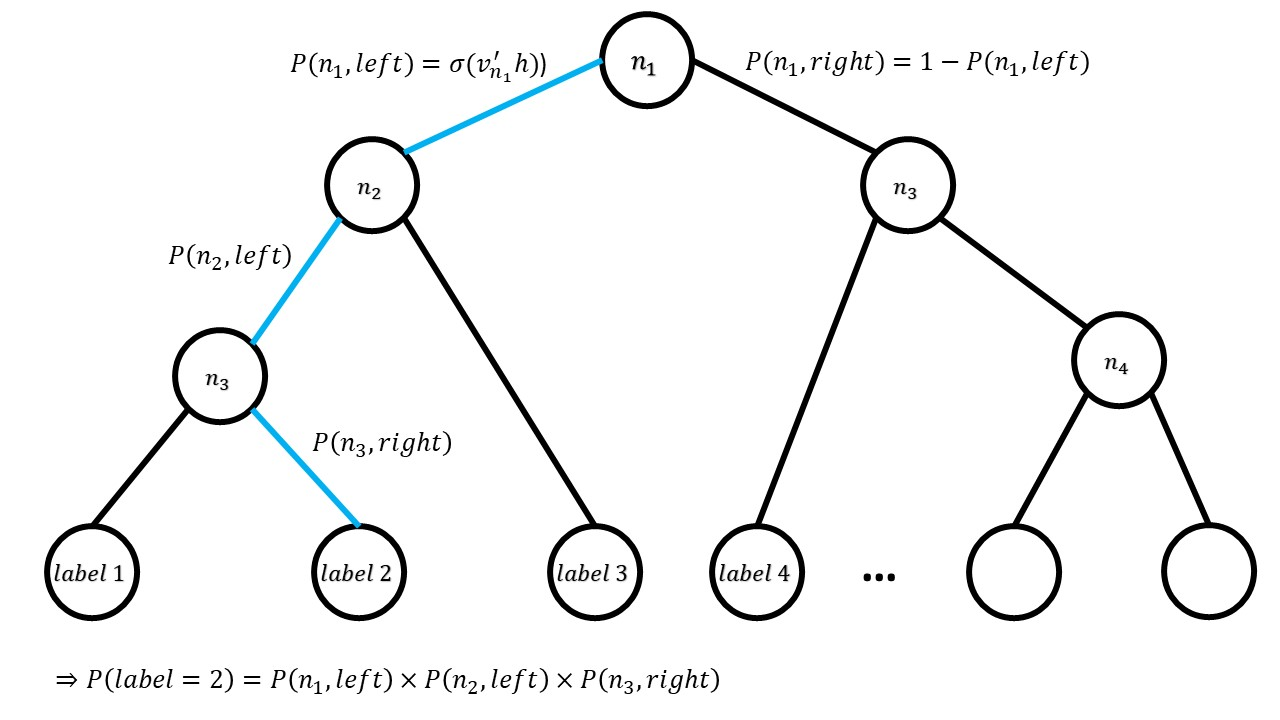 P(n₁, left) = σ(v′ₙ₁h))
n₁
P(n₁, right) = 1 − P(n₁, left)
n₂
n₃
P(n₂, left)
n₃
n₄
P(n₃, right)
label 1
label 2
label 3
label 4
...
⇒ P(label = 2) = P(n₁, left) × P(n₂, left) × P(n₃, right)